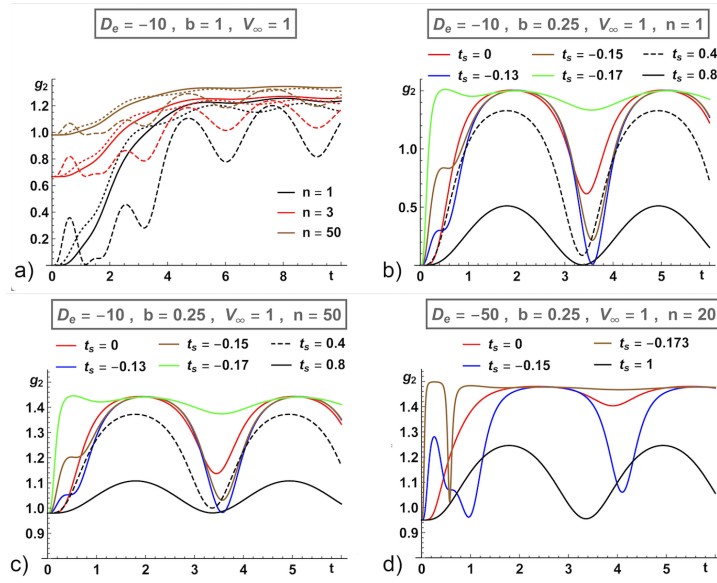 D_e = −10 , b = 1 , V_∞ = 1
g_2
1.2
1.0
0.8
0.6
0.4
0.2
0 2 4 6 8 t
n = 1
n = 3
n = 50
a)
D_e = −10 , b = 0.25 , V_∞ = 1 , n = 1
t_s = 0 t_s = −0.15 t_s = 0.4
t_s = −0.13 t_s = −0.17 t_s = 0.8
g_2
1.0
0.5
0 1 2 3 4 5 t
b)
D_e = −10 , b = 0.25 , V_∞ = 1 , n = 50
t_s = 0 t_s = −0.15 t_s = 0.4
t_s = −0.13 t_s = −0.17 t_s = 0.8
g_2
1.4
1.3
1.2
1.1
1.0
0.9
0 1 2 3 4 5 t
c)
D_e = −50 , b = 0.25 , V_∞ = 1 , n = 20
t_s = 0 t_s = −0.173
t_s = −0.15 t_s = 1
g_2
1.4
1.3
1.2
1.1
1.0
0.9
0 1 2 3 4 5 t
d)